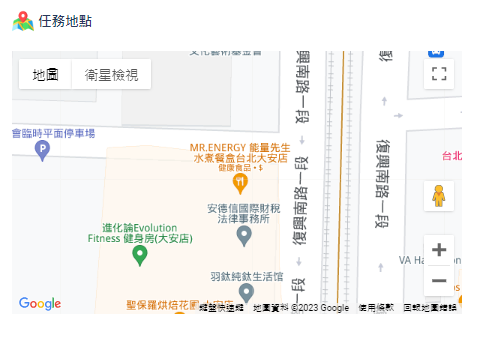 任務地點
文化藝術基金會
地圖
衛星檢視
會臨時平面停車場
復興南路一段
復興南路一段
復興南路一段
台北
MR.ENERGY 能量先生
水煮餐盒台北大安店
健康食品・$
安德信國際財稅
法律事務所
進化論Evolution
Fitness 健身房(大安店)
VA Ha
羽鈦純鈦生活馆
聖保羅烘焙花園
一段
Google
鍵盤快速鍵
地圖資料 ©2023 Google
使用條款
回報地圖錯誤